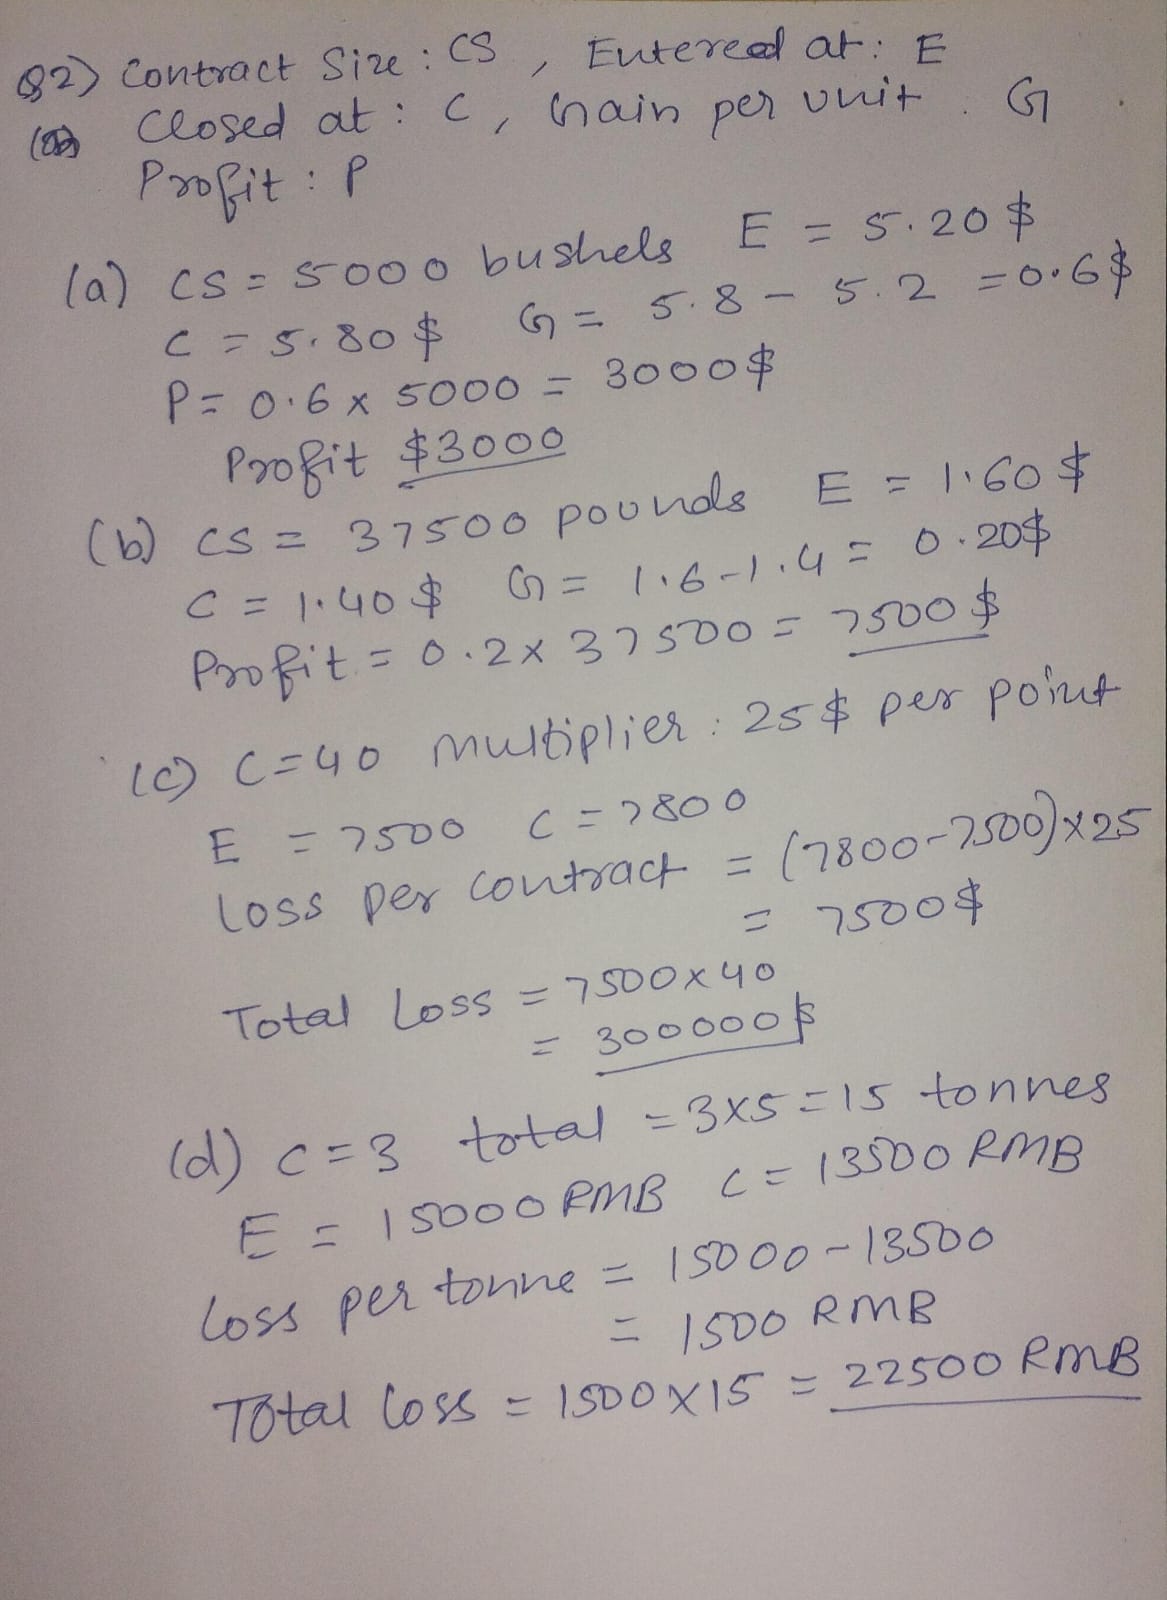 Q2) Contract Size : CS , Entered at : E
Closed at : C , Gain per unit . G
Profit : P
(a) CS = 5000 bushels E = 5.20 $
C = 5.80 $ G = 5.8 - 5.2 = 0.6 $
P = 0.6 x 5000 = 3000 $
Profit $3000
(b) CS = 37500 pounds E = 1.60 $
C = 1.40 $ G = 1.6 - 1.4 = 0.20$
Profit = 0.2 x 37500 = 7500 $
(c) C = 40 multiplier : 25 $ per point
E = 7500 C = 7800
Loss per contract = (7800 - 7500) x 25
= 7500 $
Total Loss = 7500 x 40
= 300000 $
(d) C = 3 total = 3 x 5 = 15 tonnes
E = 15000 RMB C = 13500 RMB
Loss per tonne = 15000 - 13500
= 1500 RMB
Total loss = 1500 x 15 = 22500 RMB